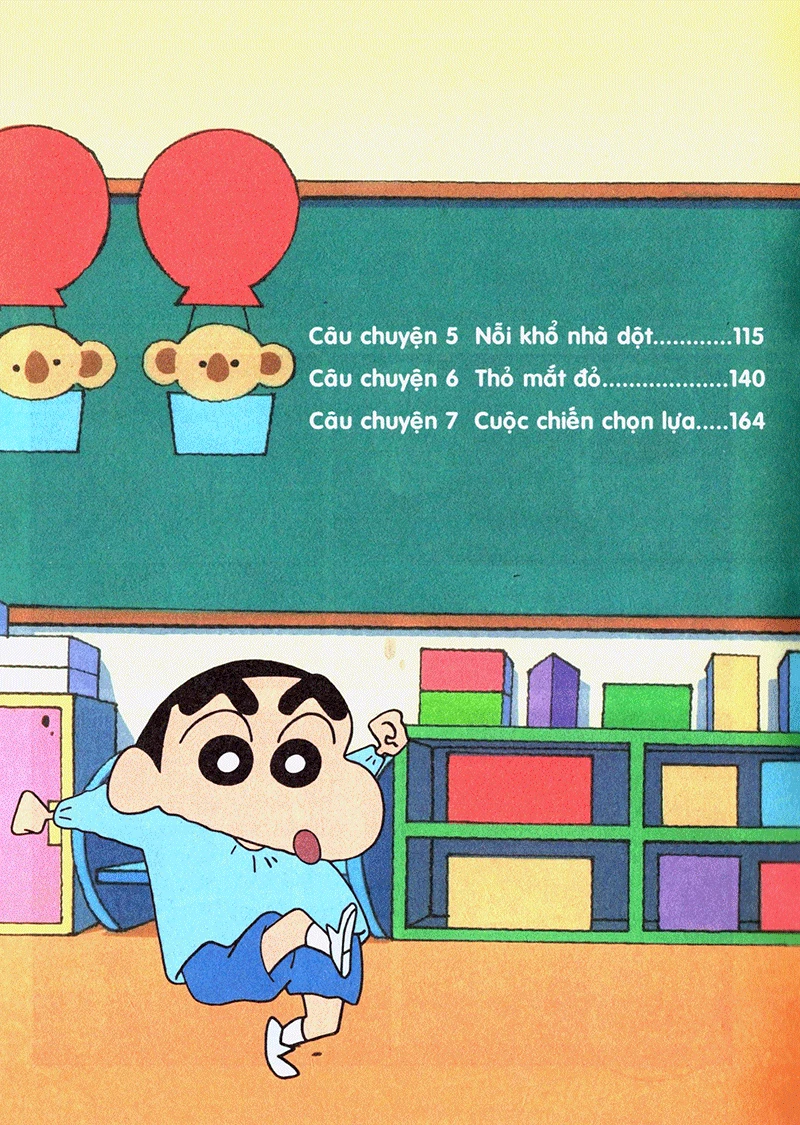 Câu chuyện 5 Nỗi khổ nhà dột............115
Câu chuyện 6 Thỏ mắt đỏ...................140
Câu chuyện 7 Cuộc chiến chọn lựa.....164